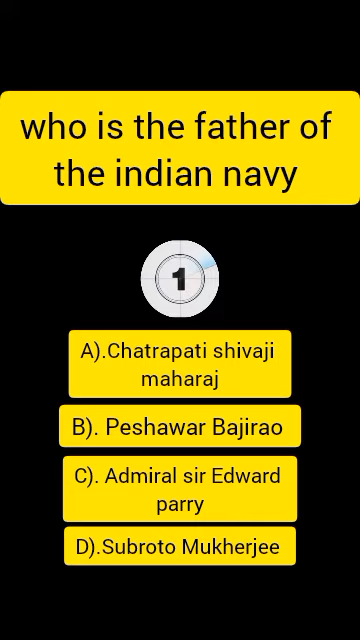 who is the father of
the indian navy
1
A).Chatrapati shivaji
maharaj
B). Peshawar Bajirao
C). Admiral sir Edward
parry
D).Subroto Mukherjee